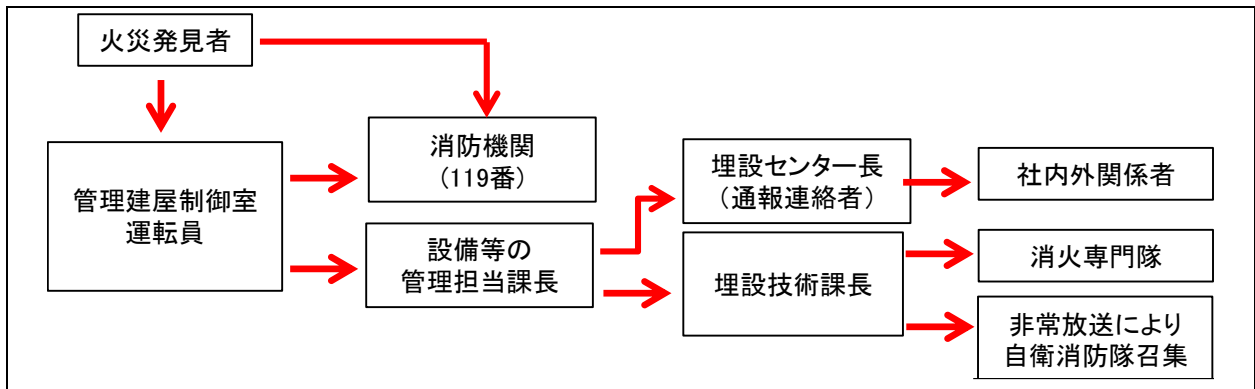 火災発見者
管理建屋制御室
運転員
消防機関
（119番）
設備等の
管理担当課長
埋設センター長
（通報連絡者）
埋設技術課長
社内外関係者
消火専門隊
非常放送により
自衛消防隊召集